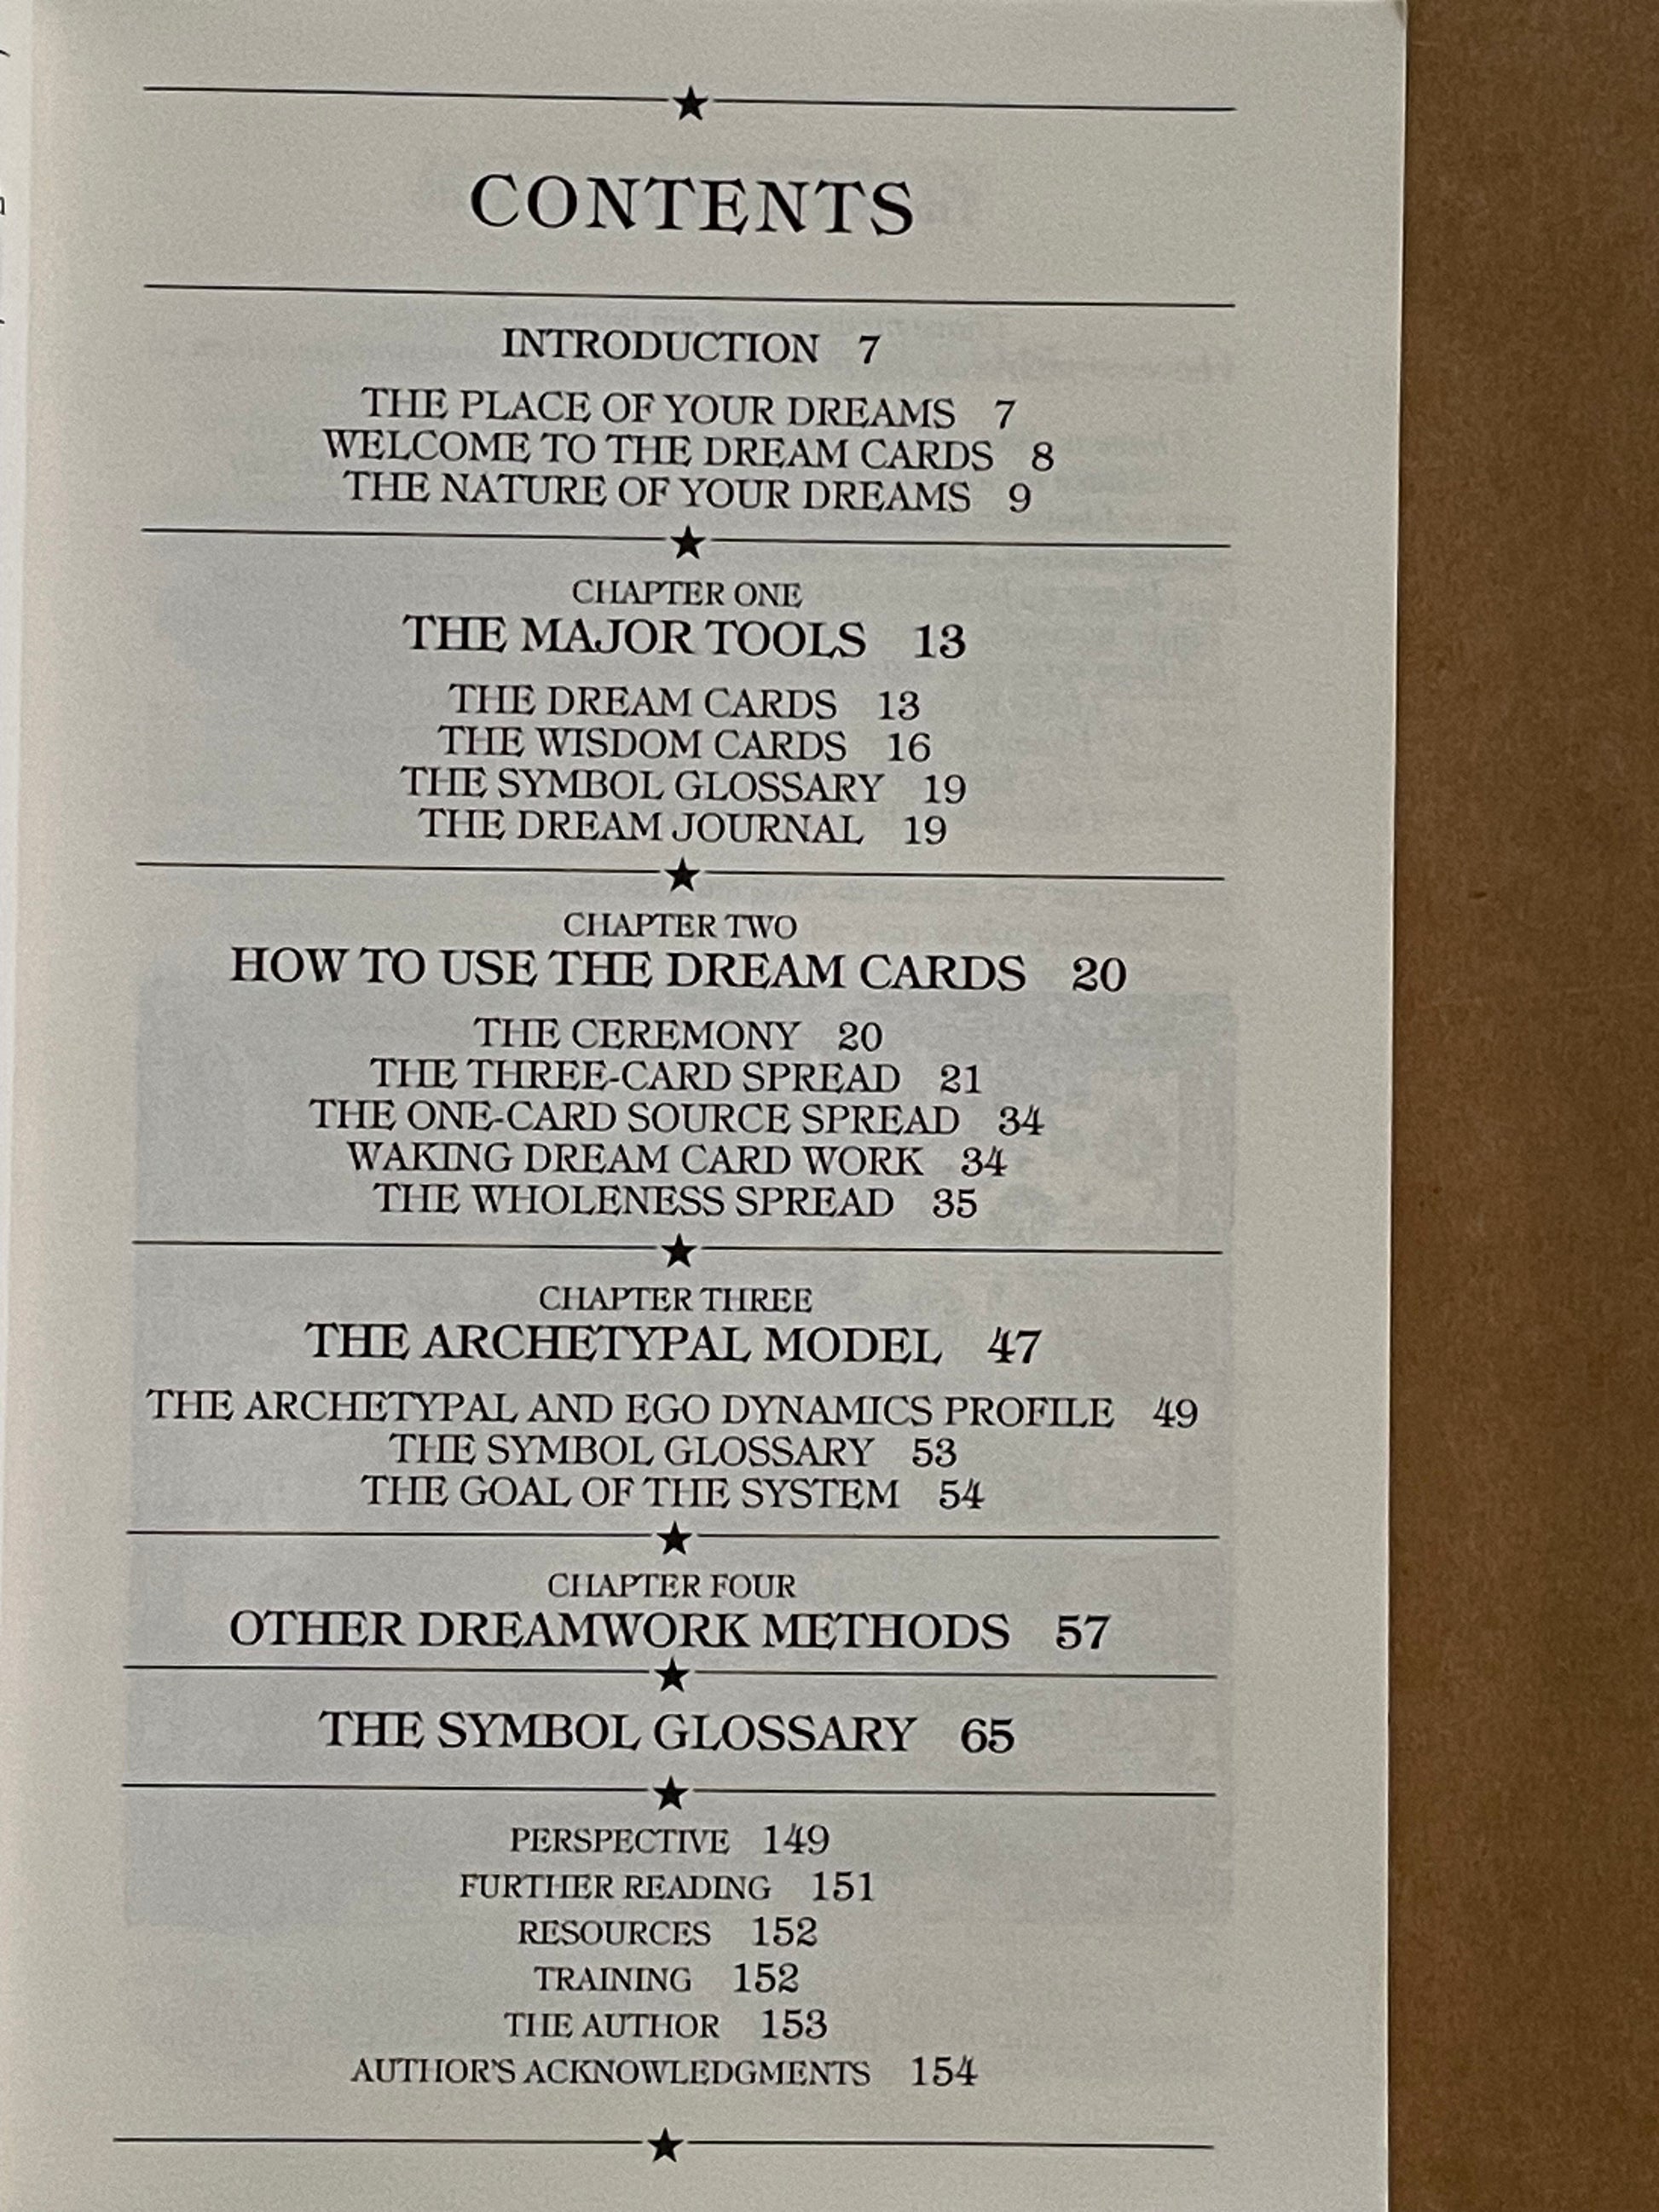 CONTENTS
INTRODUCTION 7
THE PLACE OF YOUR DREAMS 7
WELCOME TO THE DREAM CARDS 8
THE NATURE OF YOUR DREAMS 9
CHAPTER ONE
THE MAJOR TOOLS 13
THE DREAM CARDS 13
THE WISDOM CARDS 16
THE SYMBOL GLOSSARY 19
THE DREAM JOURNAL 19
CHAPTER TWO
HOW TO USE THE DREAM CARDS 20
THE CEREMONY 20
THE THREE-CARD SPREAD 21
THE ONE-CARD SOURCE SPREAD 34
WAKING DREAM CARD WORK 34
THE WHOLENESS SPREAD 35
CHAPTER THREE
THE ARCHETYPAL MODEL 47
THE ARCHETYPAL AND EGO DYNAMICS PROFILE 49
THE SYMBOL GLOSSARY 53
THE GOAL OF THE SYSTEM 54
CHAPTER FOUR
OTHER DREAMWORK METHODS 57
THE SYMBOL GLOSSARY 65
PERSPECTIVE 149
FURTHER READING 151
RESOURCES 152
TRAINING 152
THE AUTHOR 153
AUTHOR'S ACKNOWLEDGMENTS 154